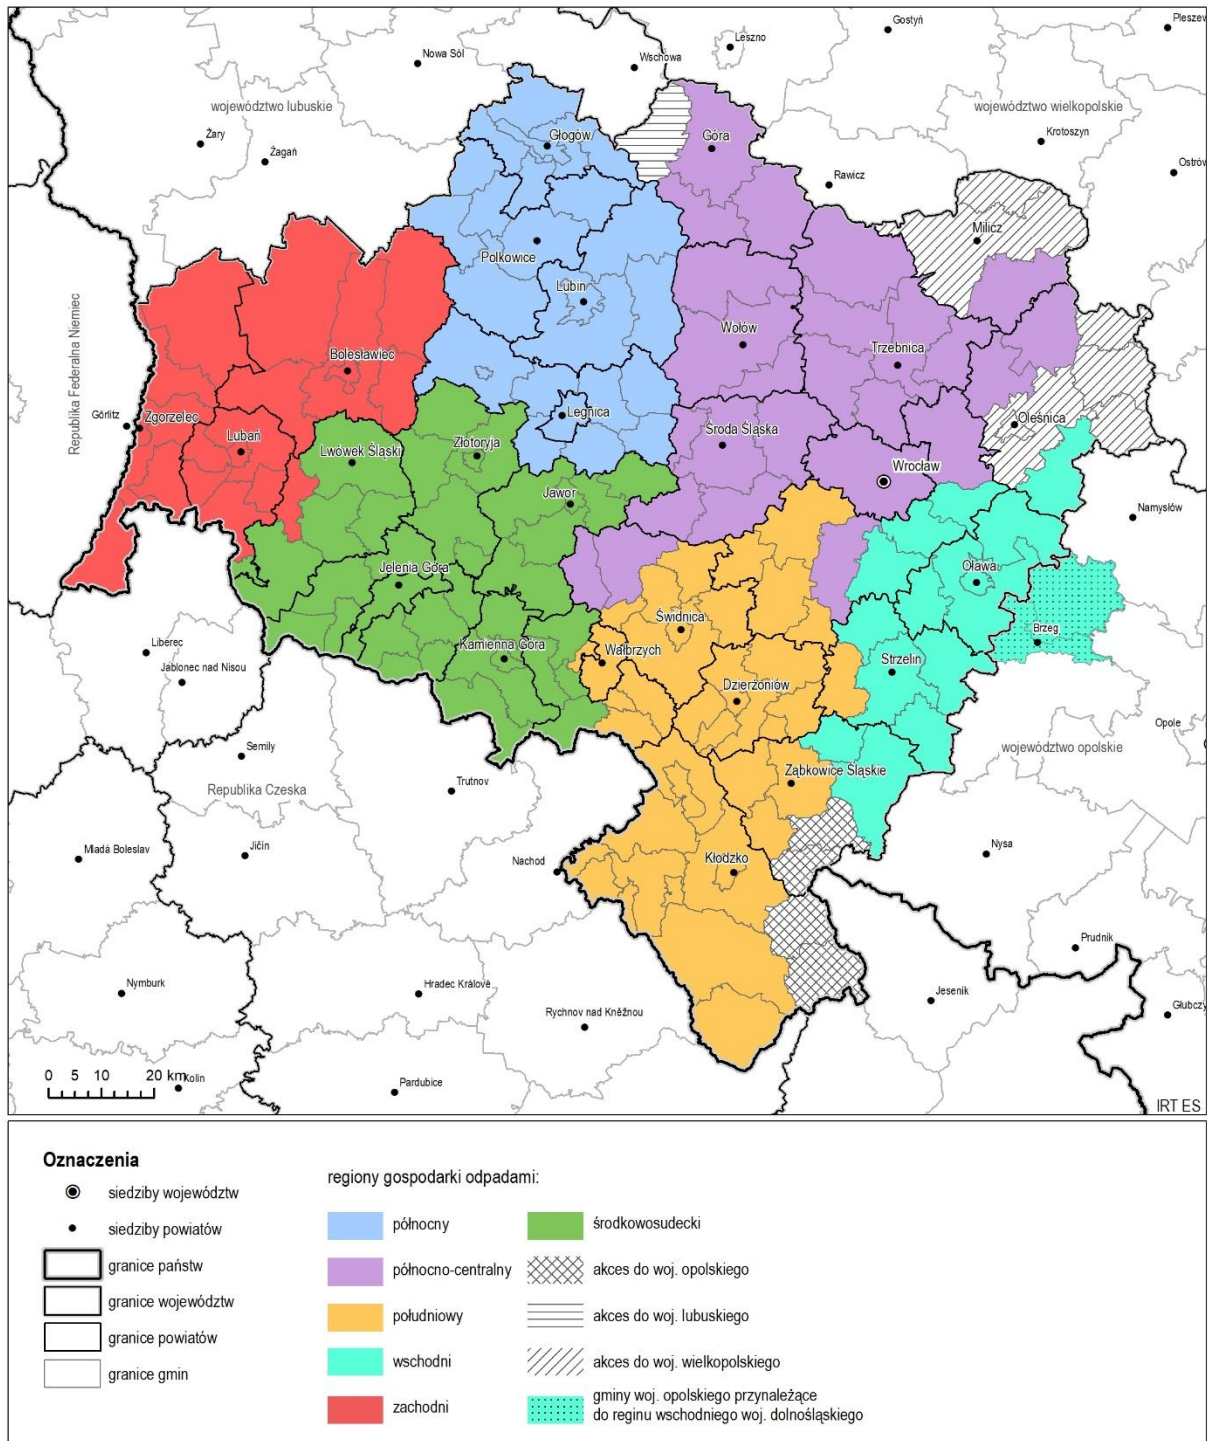 Pleszew
Gostyń
Leszno
Nowa Sól
Wschowa
województwo lubuskie
województwo wielkopolskie
Żary
Żagań
Głogów
Góra
Krotoszyn
Rawicz
Ostrów
Milicz
Polkowice
Lubin
Republika Federalna Niemiec
Wołów
Trzebnica
Bolesławiec
Görlitz
Zgorzelec
Legnica
Oleśnica
Lubań
Lwówek Śląski
Złotoryja
Środa Śląska
Wrocław
Jawor
Namysłów
Jelenia Góra
Oława
Świdnica
Brzeg
Liberec
Kamienna Góra
Wałbrzych
Jablonec nad Nisou
Strzelin
Dzierżoniów
Opole
Semily
województwo opolskie
Republika Czeska
Trutnov
Ząbkowice Śląskie
Mladá Boleslav
Jičín
Nachod
Kłodzko
Nysa
Prudnik
Nymburk
Hradec Králové
Rychnov nad Kněžnou
Jesenik
Głubczy
0 5 10 20 km
Kolin
Pardubice
IRT ES
Oznaczenia
siedziby województw
siedziby powiatów
granice państw
granice województw
granice powiatów
granice gmin
regiony gospodarki odpadami:
północny
północno-centralny
południowy
wschodni
zachodni
środkowosudecki
akces do woj. opolskiego
akces do woj. lubuskiego
akces do woj. wielkopolskiego
gminy woj. opolskiego przynależące
do reginu wschodniego woj. dolnośląskiego